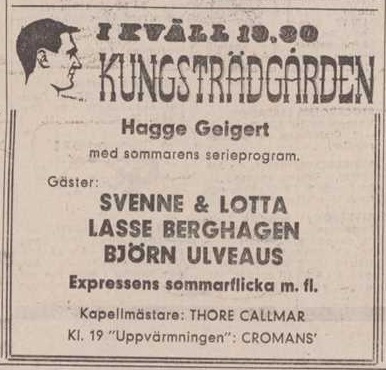 I KVÄLL 19.30
KUNGSTRÄDGÅRDEN
Hagge Geigert
med sommarens serieprogram.
Gäster:
SVENNE & LOTTA
LASSE BERGHAGEN
BJÖRN ULVEAUS
Expressens sommarflicka m. fl.
Kapellmästare: THORE CALLMAR
Kl. 19 "Uppvärmningen": CROMANS'